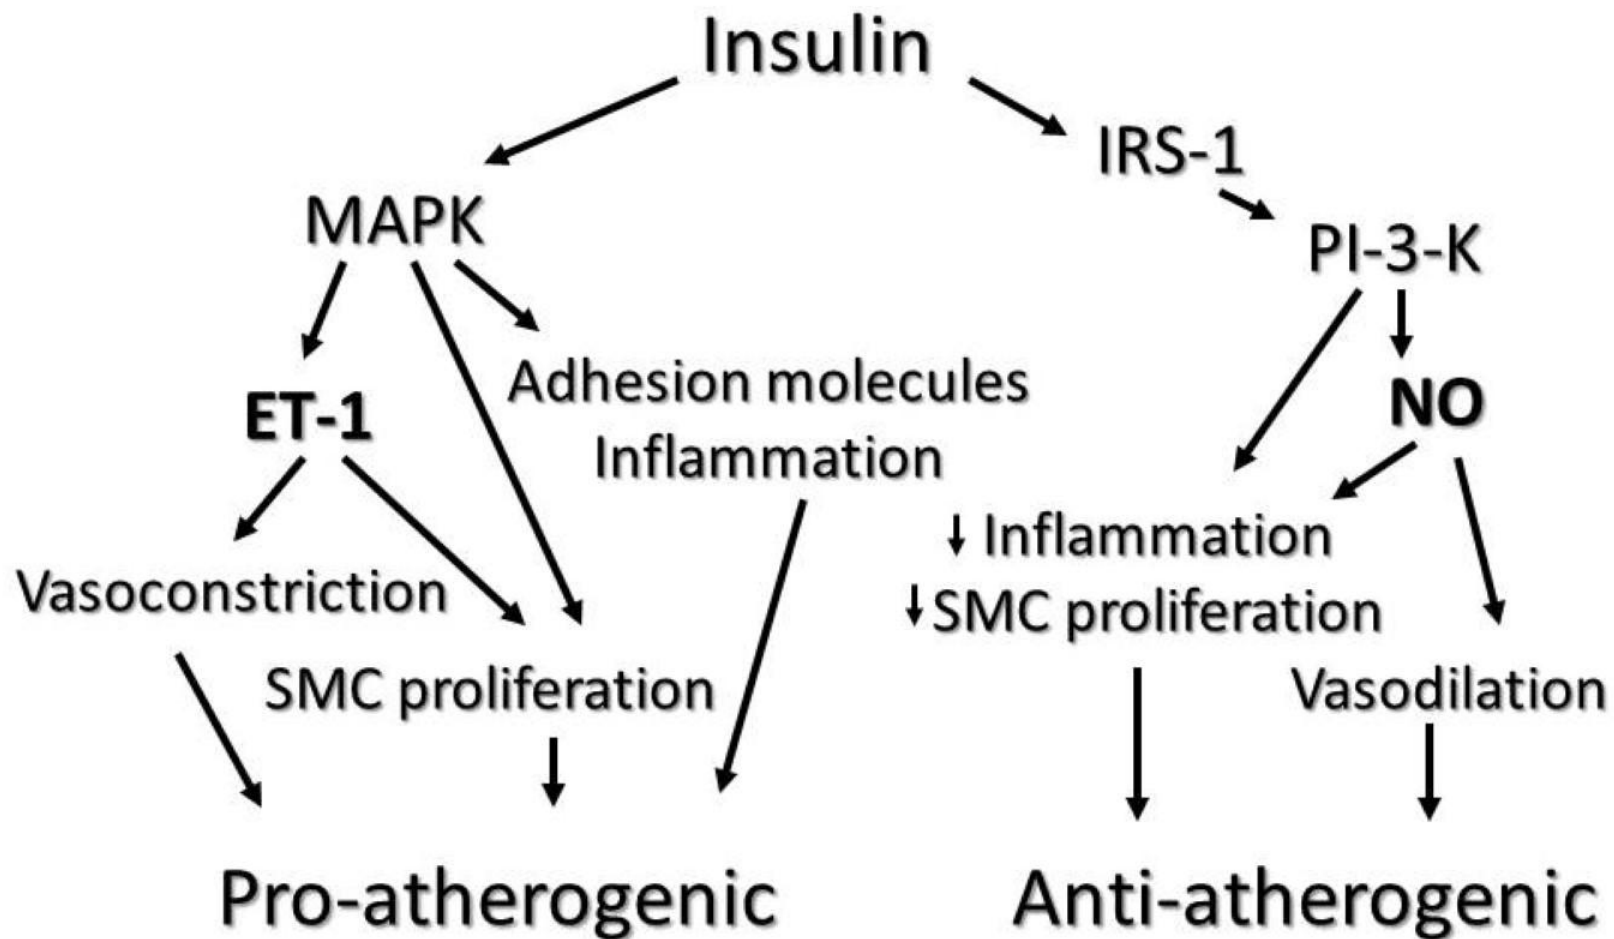 Insulin
IRS-1
MAPK
PI-3-K
Adhesion molecules
Inflammation
ET-1
NO
↓ Inflammation
↓ SMC proliferation
Vasoconstriction
SMC proliferation
Vasodilation
Pro-atherogenic
Anti-atherogenic